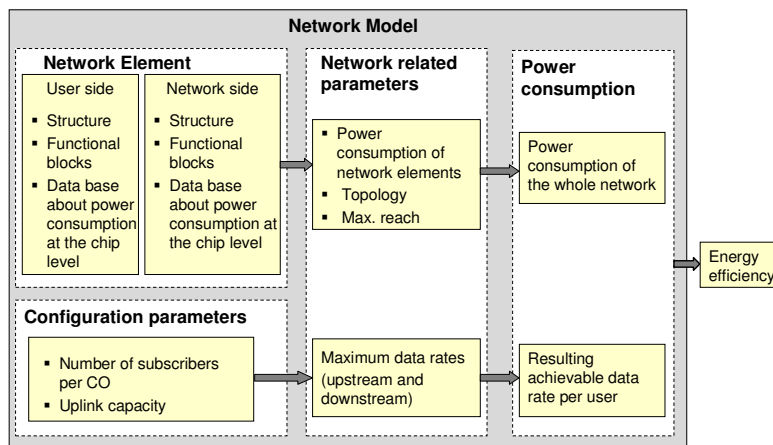 Network Model
Network Element
User side
▪ Structure
▪ Functional
blocks
▪ Data base
about power
consumption
at the chip
level
Network side
▪ Structure
▪ Functional
blocks
▪ Data base
about power
consumption at
the chip level
Configuration parameters
▪ Number of subscribers
per CO
▪ Uplink capacity
Network related
parameters
▪ Power
consumption of
network elements
▪ Topology
▪ Max. reach
Maximum data rates
(upstream and
downstream)
Power
consumption
Power
consumption of
the whole network
Resulting
achievable data
rate per user
Energy
efficiency